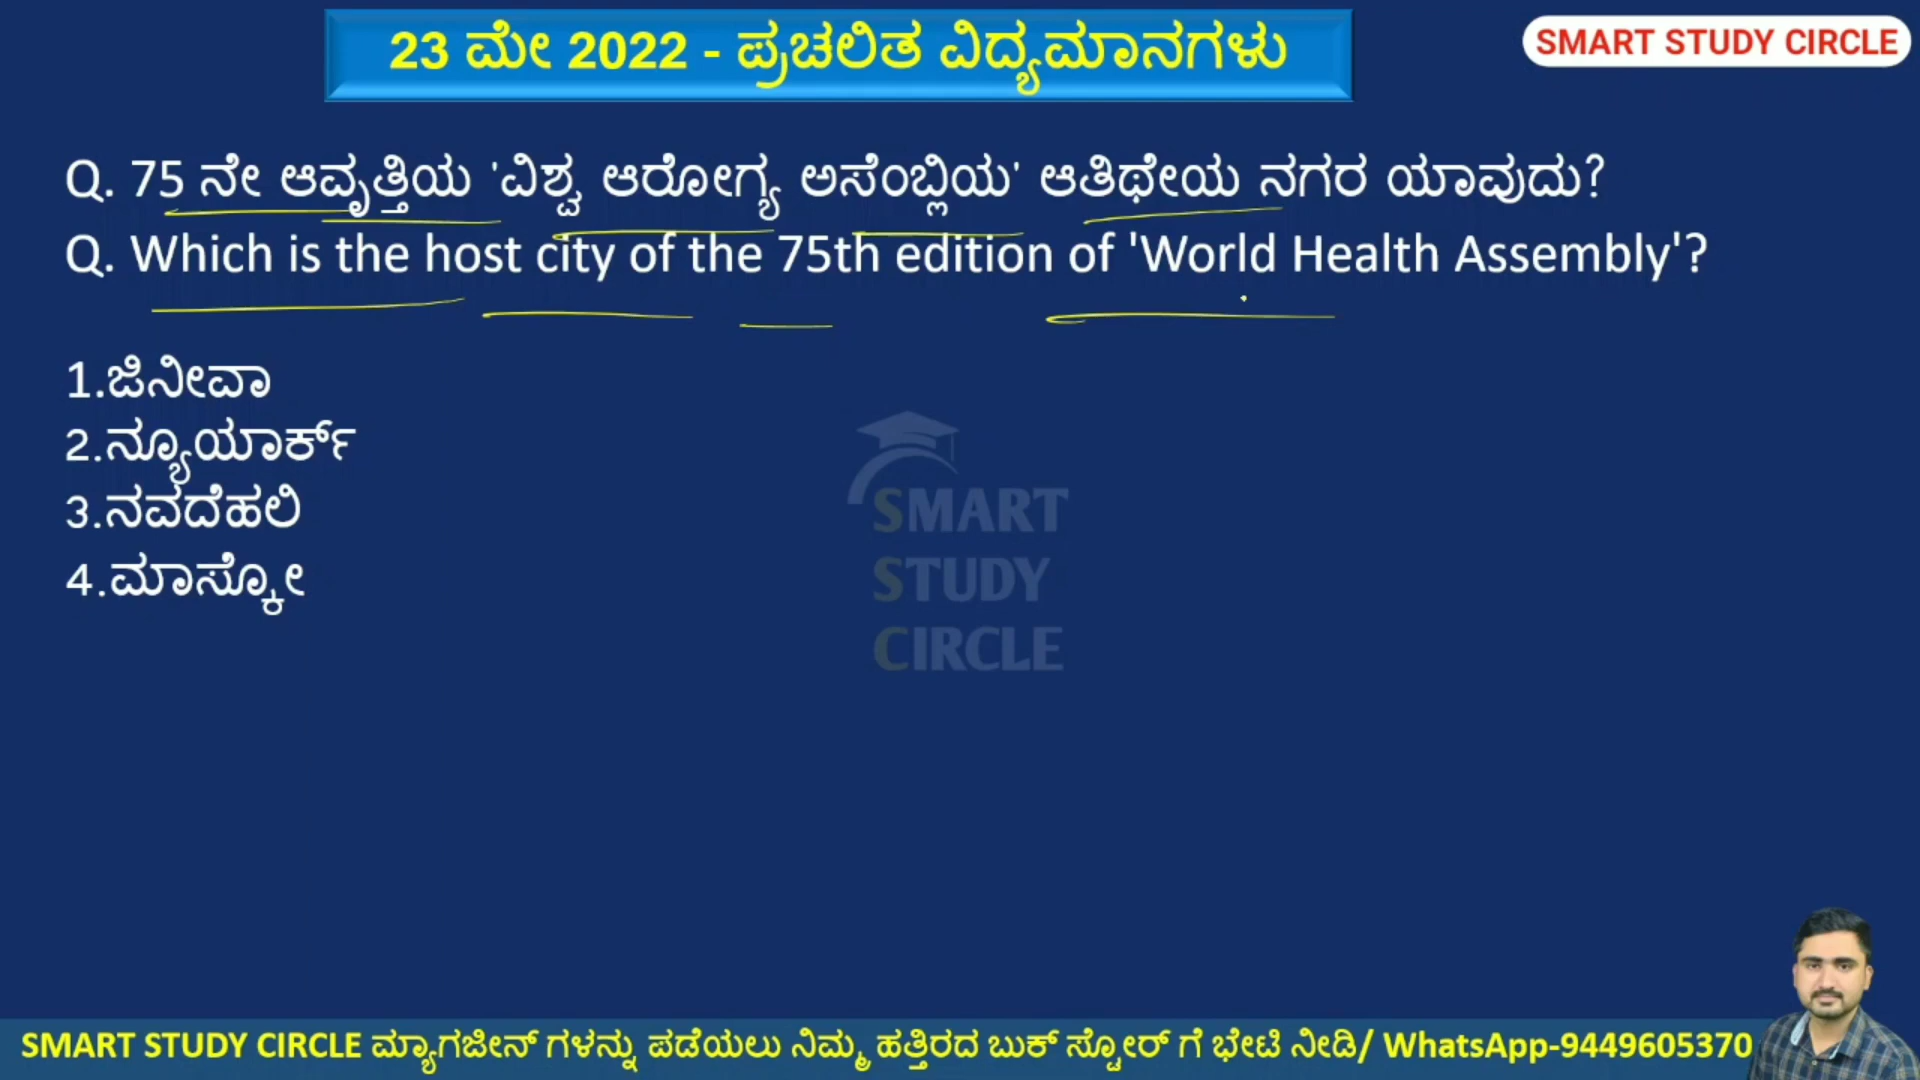 23 ಮೇ 2022 - ಪ್ರಚಲಿತ ವಿದ್ಯಮಾನಗಳು
SMART STUDY CIRCLE
Q. 75 ನೇ ಆವೃತ್ತಿಯ 'ವಿಶ್ವ ಆರೋಗ್ಯ ಅಸೆಂಬ್ಲಿಯ' ಆತಿಥೇಯ ನಗರ ಯಾವುದು?
Q. Which is the host city of the 75th edition of 'World Health Assembly'?
1.ಜಿನೀವಾ
2.ನ್ಯೂಯಾರ್ಕ್
3.ನವದೆಹಲಿ
4.ಮಾಸ್ಕೋ
SMART
STUDY
CIRCLE
SMART STUDY CIRCLE ಮ್ಯಾಗಜೀನ್ ಗಳನ್ನು ಪಡೆಯಲು ನಿಮ್ಮ ಹತ್ತಿರದ ಬುಕ್ ಸ್ಟೋರ್ ಗೆ ಭೇಟಿ ನೀಡಿ/ WhatsApp-9449605370